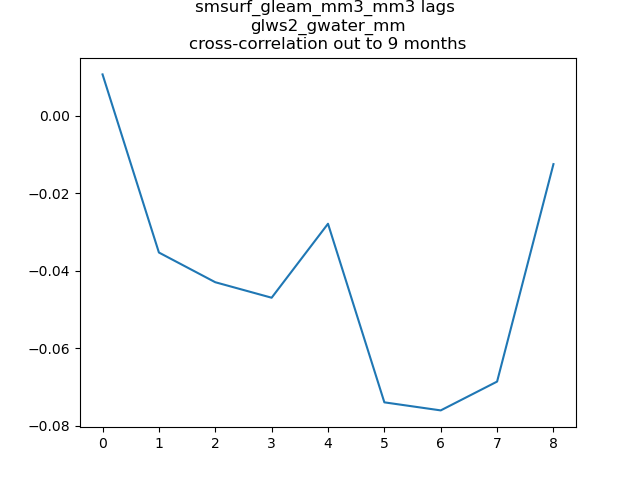 smsurf_gleam_mm3_mm3 lags
glws2_gwater_mm
cross-correlation out to 9 months
0.00
−0.02
−0.04
−0.06
−0.08
0 1 2 3 4 5 6 7 8